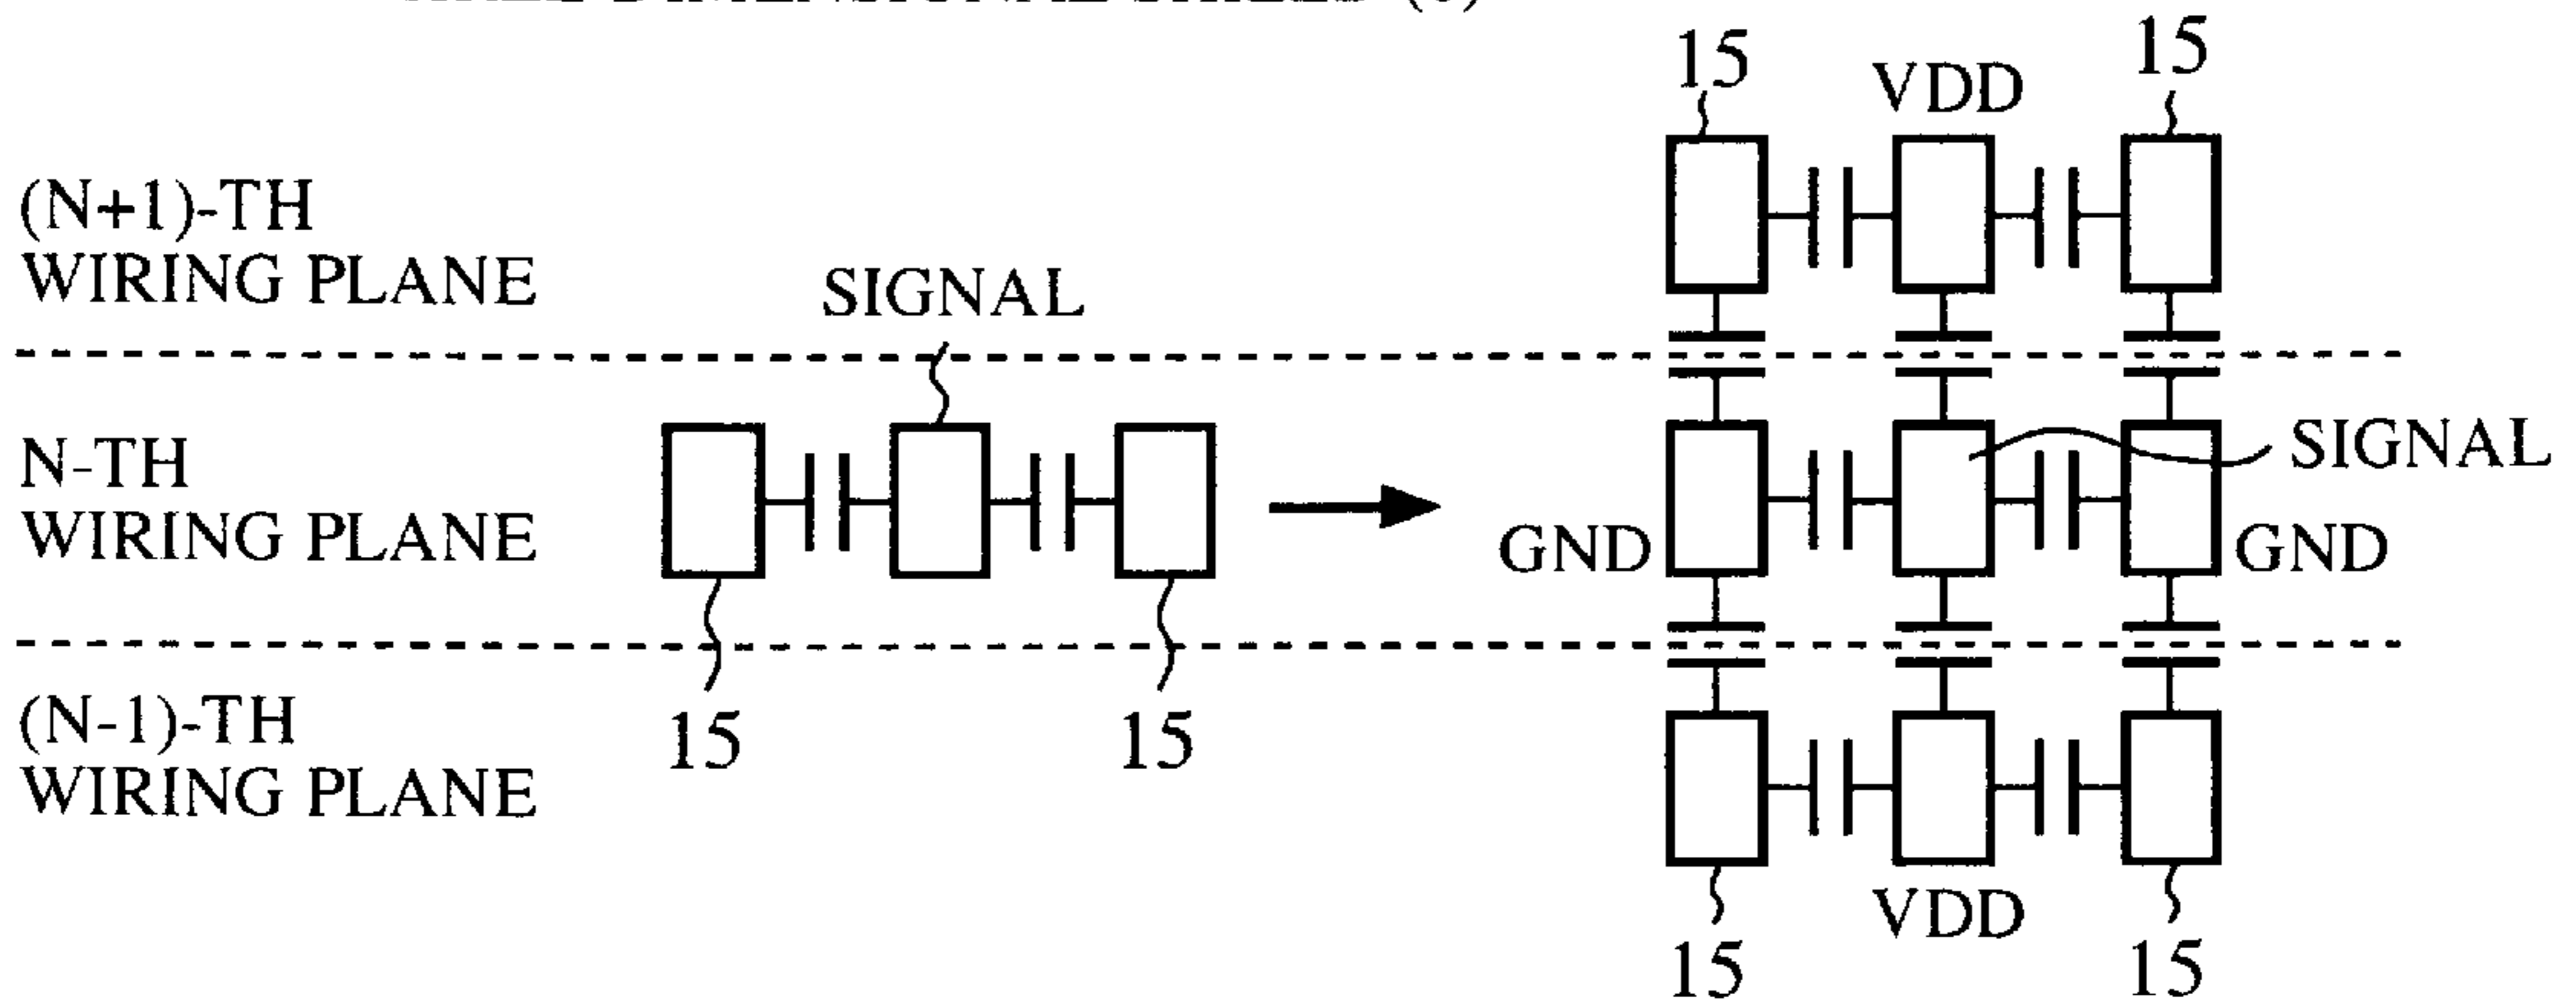 15
15
VDD
(N+1)-TH
WIRING PLANE
SIGNAL
N-TH
WIRING PLANE
SIGNAL
GND
GND
(N-1)-TH
WIRING PLANE
15
15
VDD
15
15